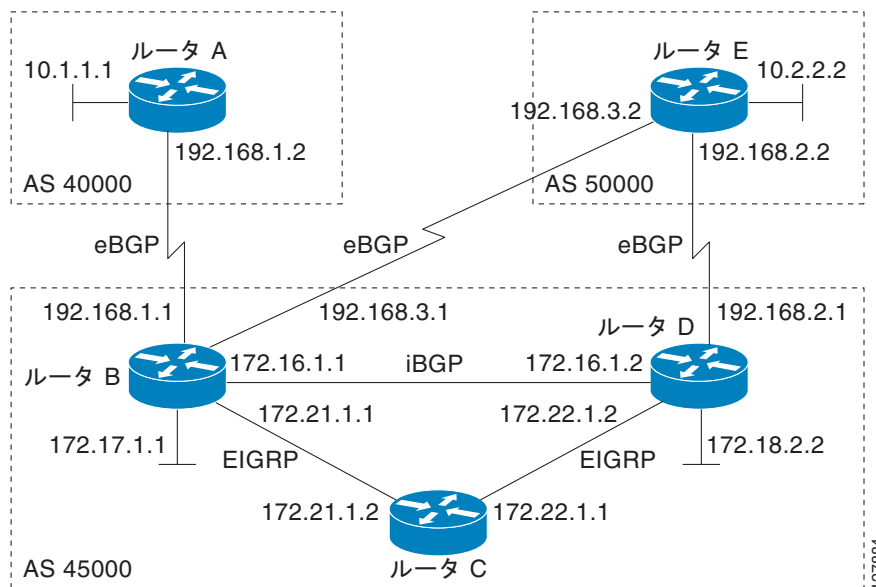 ルータ A
ルータ E
10.1.1.1
10.2.2.2
192.168.3.2
192.168.1.2
192.168.2.2
AS 40000
AS 50000
eBGP
eBGP
eBGP
192.168.1.1
192.168.3.1
192.168.2.1
ルータ D
ルータ B
172.16.1.1
iBGP
172.16.1.2
172.21.1.1
172.22.1.2
172.17.1.1
172.18.2.2
EIGRP
EIGRP
172.21.1.2
172.22.1.1
AS 45000
ルータ C